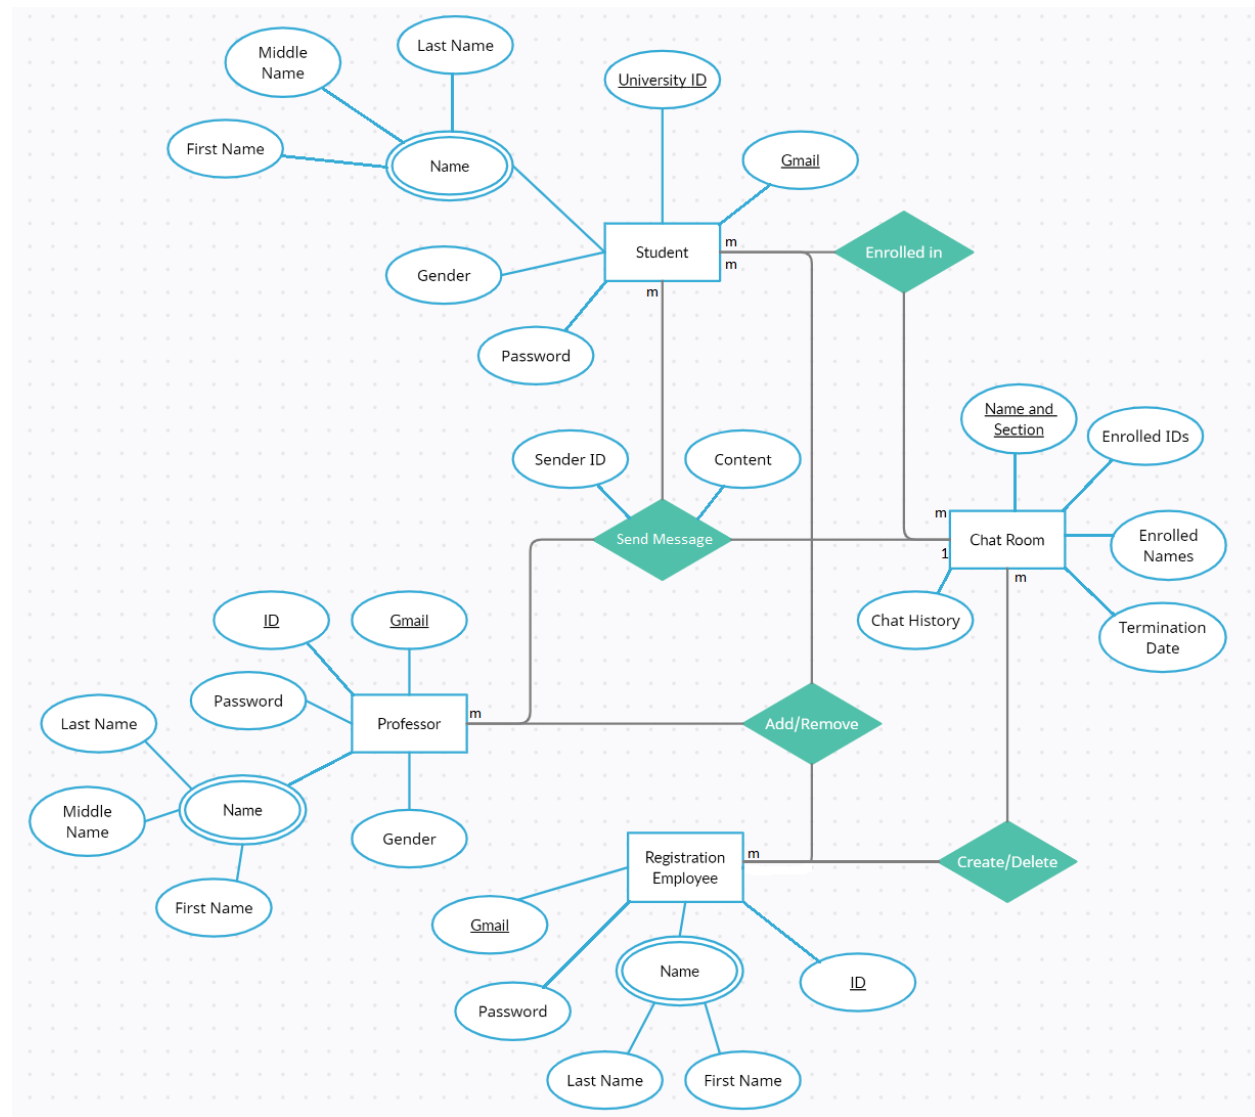 Last Name
Middle
Name
University ID
First Name
Name
Gmail
m
Student
Enrolled in
m
Gender
m
Password
Name and
Section
Enrolled IDs
Sender ID
Content
m
Send Message
Chat Room
Enrolled
Names
1
m
ID
Gmail
Chat History
Termination
Date
Password
m
Last Name
Professor
Add/Remove
Name
Middle
Name
Gender
m
Registration
Employee
Create/Delete
First Name
Gmail
Name
ID
Password
Last Name
First Name